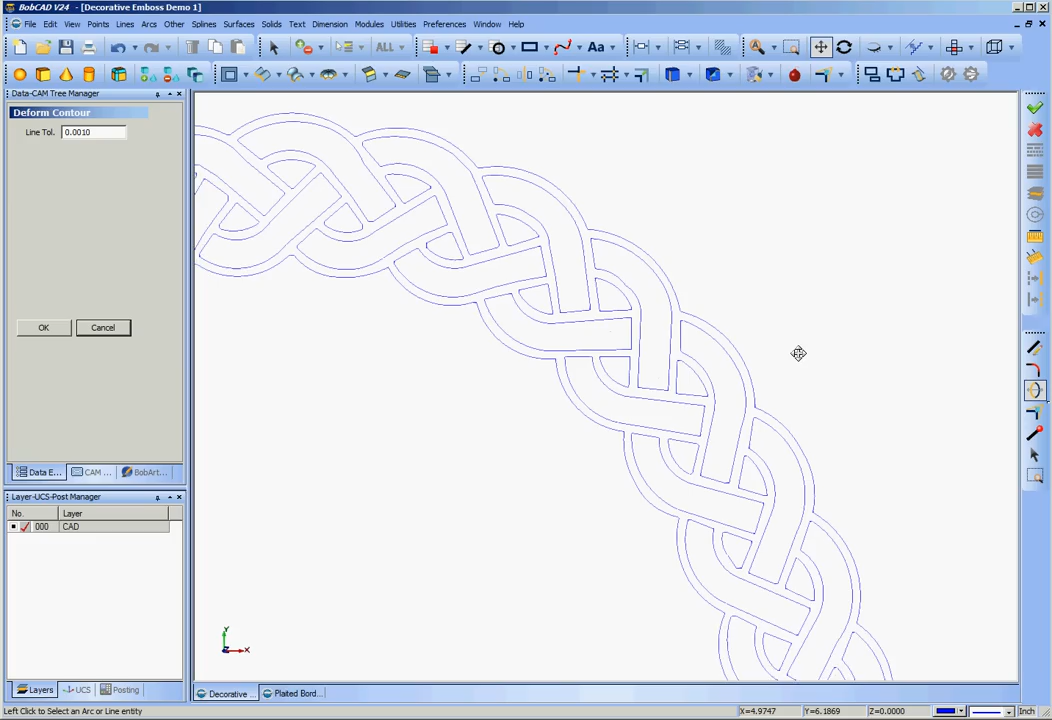 BobCAD V24 - [Decorative Emboss Demo 1]
File Edit View Points Lines Arcs Other Splines Surfaces Solids Text Dimension Modules Utilities Preferences Window Help
ALL Aa
Data-CAM Tree Manager
Deform Contour
Line Tol. 0.0010
OK Cancel
Data E... CAM ... BobArt...
Layer-UCS-Post Manager
No. Layer
000 CAD
Y
Z X
Layers UCS Posting
Decorative ... Plaited Bord...
Left Click to Select an Arc or Line entity X=4.9747 Y=6.1869 Z=0.0000 Inch